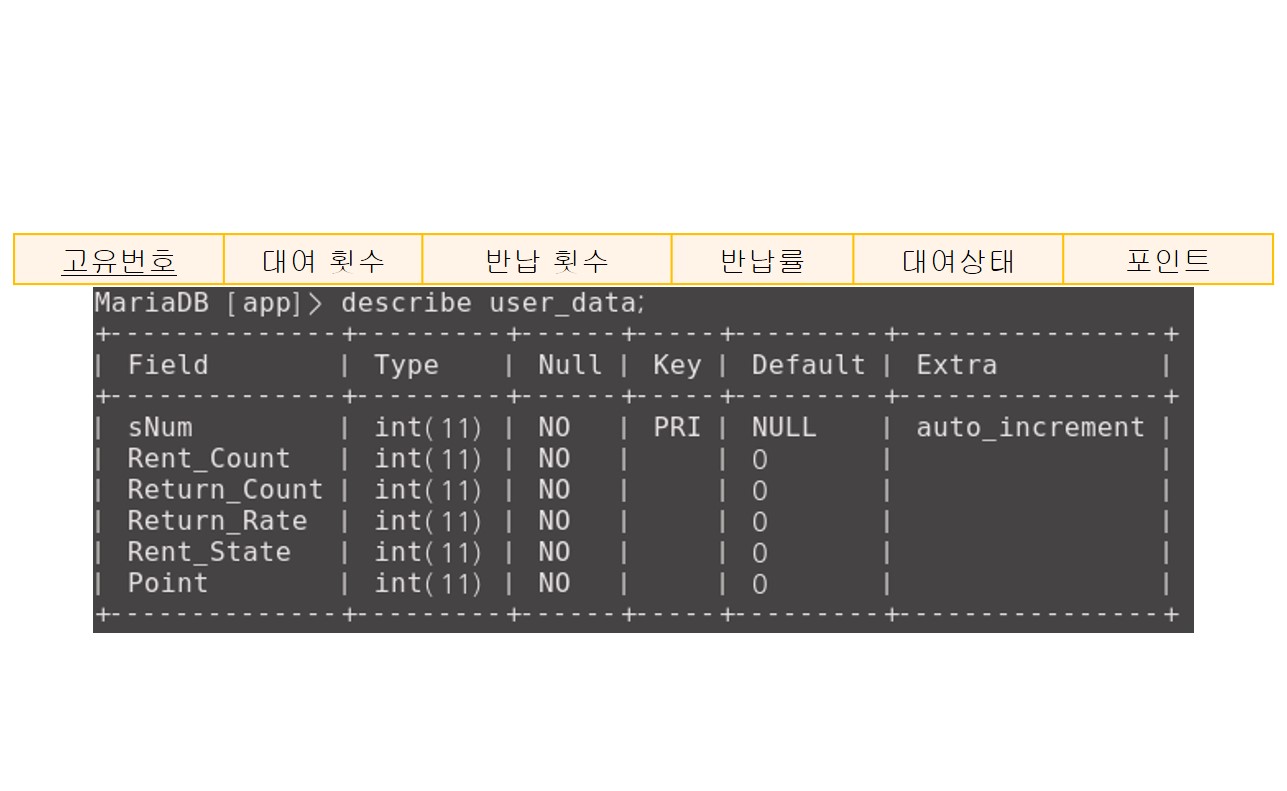 고유번호 대여 횟수 반납 횟수 반납률 대여상태 포인트
MariaDB [app]> describe user_data;
+--------------+---------+------+-----+---------+----------------+
| Field        | Type    | Null | Key | Default | Extra          |
+--------------+---------+------+-----+---------+----------------+
| sNum         | int(11) | NO   | PRI | NULL    | auto_increment |
| Rent_Count   | int(11) | NO   |     | 0       |                |
| Return_Count | int(11) | NO   |     | 0       |                |
| Return_Rate  | int(11) | NO   |     | 0       |                |
| Rent_State   | int(11) | NO   |     | 0       |                |
| Point        | int(11) | NO   |     | 0       |                |
+--------------+---------+------+-----+---------+----------------+